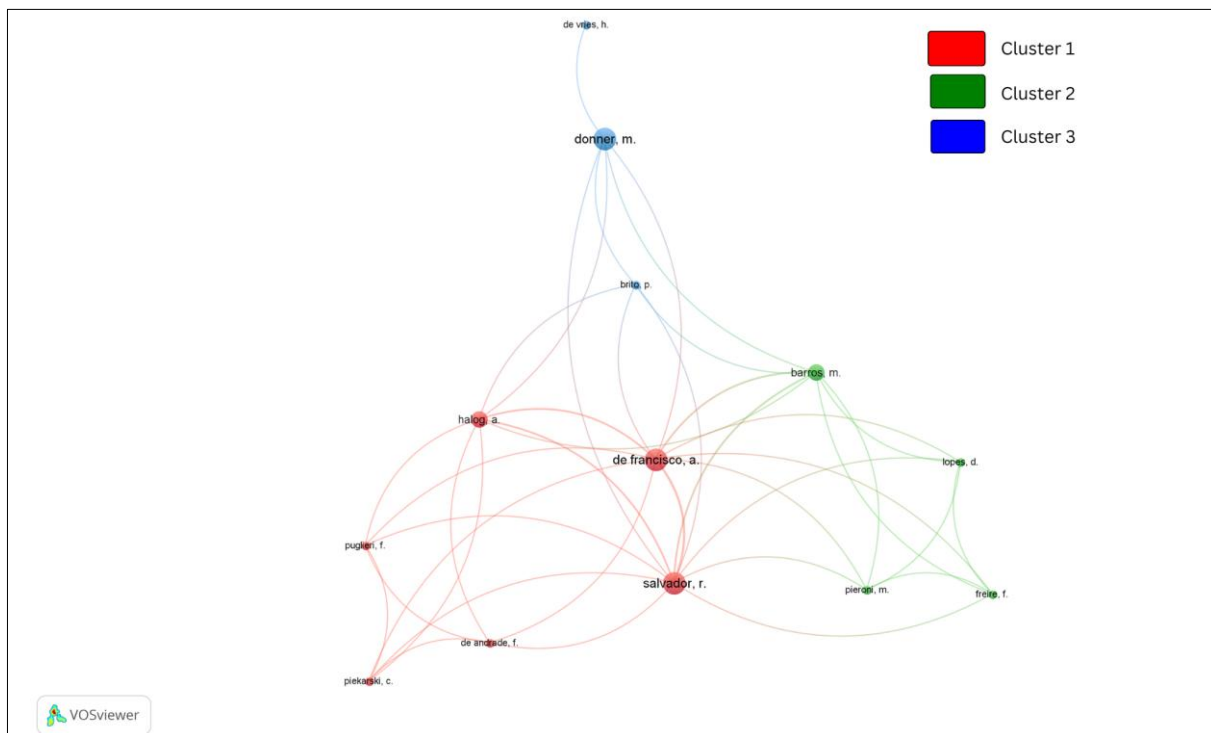 de vries, h.
Cluster 1
Cluster 2
Cluster 3
donner, m.
brito, p.
barros, m.
halog, a.
de francisco, a.
lopes, d.
puglieri, f.
salvador, r.
pieroni, m.
freire, f.
de andrade, f.
piekarski, c.
VOSviewer